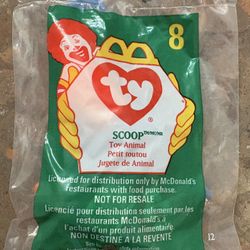 8
ty
SCOOP
Toy Animal
Petit toutou
Jugete de Animal
Licensed for distribution only by McDonald's
restaurants with food purchase.
NOT FOR RESALE
Licencié pour distribution seulement par les
restaurants McDonald's à
l'achat d'un produit alimentaire.
NON DESTINE A LA REVENTE
12